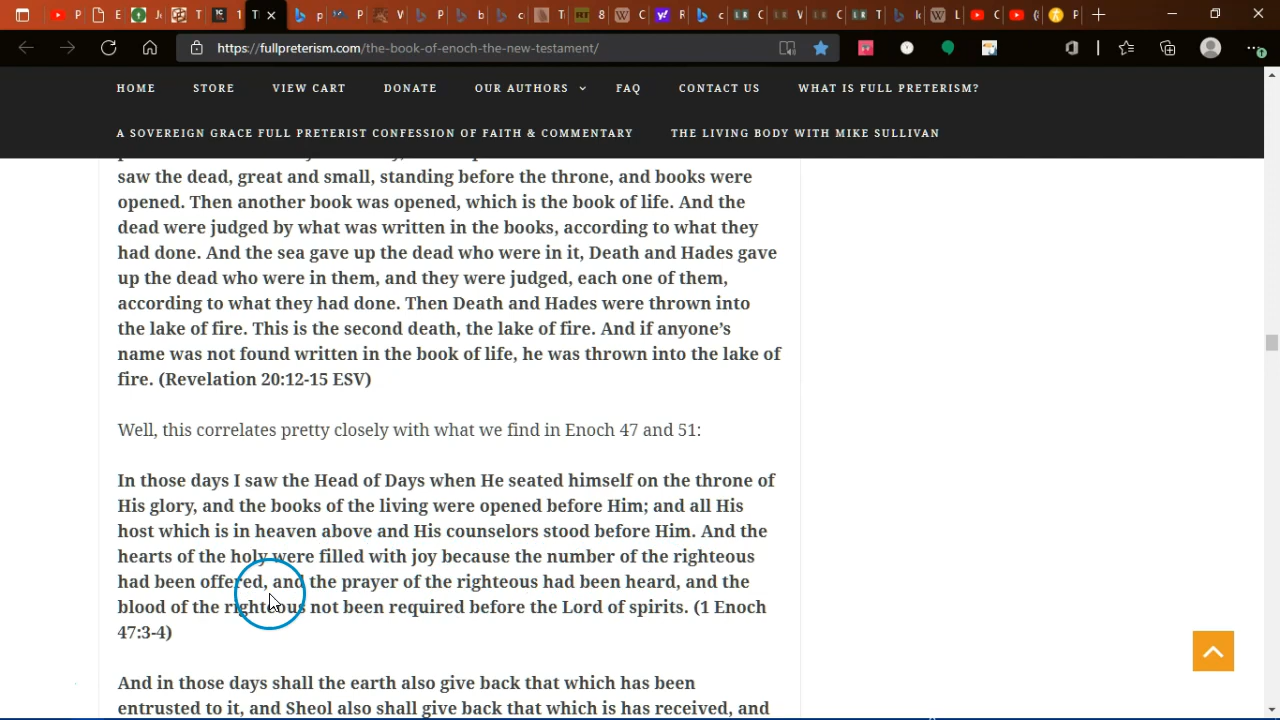 https://fullpreterism.com/the-book-of-enoch-the-new-testament/
HOME STORE VIEW CART DONATE OUR AUTHORS FAQ CONTACT US WHAT IS FULL PRETERISM?
A SOVEREIGN GRACE FULL PRETERIST CONFESSION OF FAITH & COMMENTARY THE LIVING BODY WITH MIKE SULLIVAN
saw the dead, great and small, standing before the throne, and books were
opened. Then another book was opened, which is the book of life. And the
dead were judged by what was written in the books, according to what they
had done. And the sea gave up the dead who were in it, Death and Hades gave
up the dead who were in them, and they were judged, each one of them,
according to what they had done. Then Death and Hades were thrown into
the lake of fire. This is the second death, the lake of fire. And if anyone’s
name was not found written in the book of life, he was thrown into the lake of
fire. (Revelation 20:12-15 ESV)
Well, this correlates pretty closely with what we find in Enoch 47 and 51:
In those days I saw the Head of Days when He seated himself on the throne of
His glory, and the books of the living were opened before Him; and all His
host which is in heaven above and His counselors stood before Him. And the
hearts of the holy were filled with joy because the number of the righteous
had been offered, and the prayer of the righteous had been heard, and the
blood of the righteous not been required before the Lord of spirits. (1 Enoch
47:3-4)
And in those days shall the earth also give back that which has been
entrusted to it, and Sheol also shall give back that which is has received, and